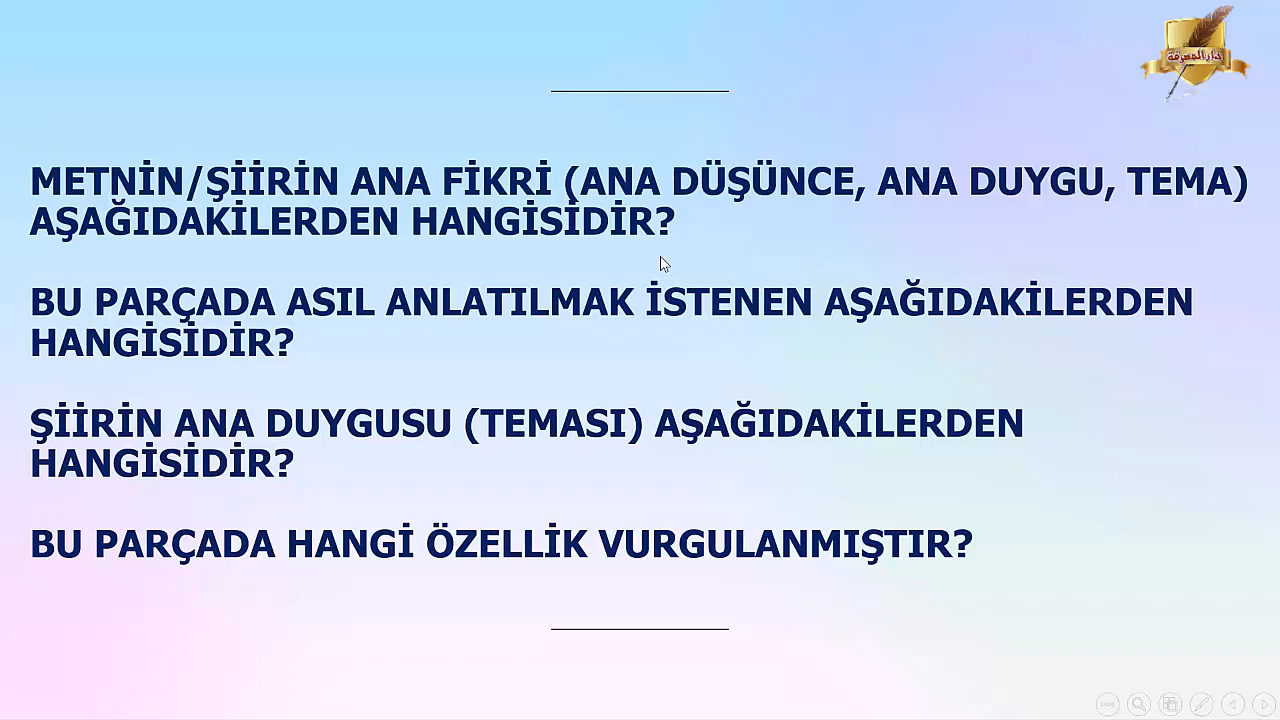 دار المعرفة
METNİN/ŞİİRİN ANA FİKRİ (ANA DÜŞÜNCE, ANA DUYGU, TEMA)
AŞAĞIDAKİLERDEN HANGİSİDİR?
BU PARÇADA ASIL ANLATILMAK İSTENEN AŞAĞIDAKİLERDEN
HANGİSİDİR?
ŞİİRİN ANA DUYGUSU (TEMASI) AŞAĞIDAKİLERDEN
HANGİSİDİR?
BU PARÇADA HANGİ ÖZELLİK VURGULANMIŞTIR?